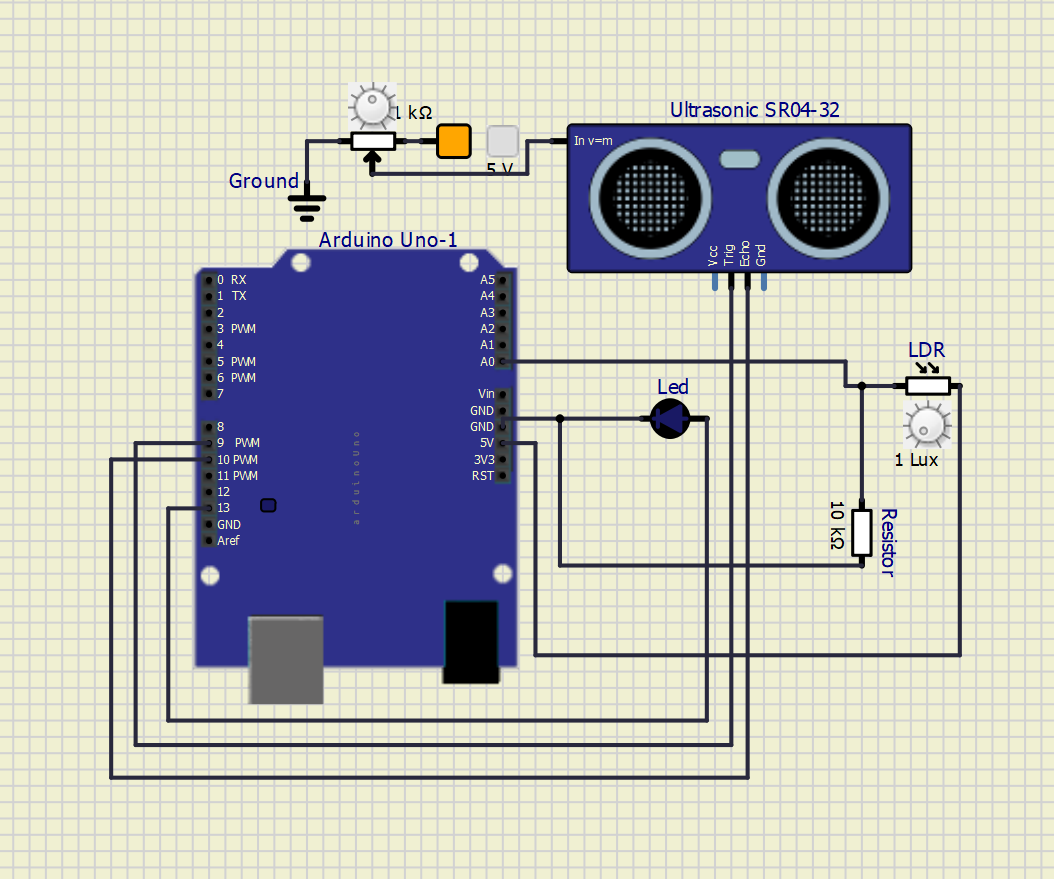 1 kΩ
Ultrasonic SR04-32
In v=m
5 V
Ground
Vcc
Trig
Echo
Gnd
Arduino Uno-1
0 RX
1 TX
2
3 PWM
4
5 PWM
6 PWM
7
8
9 PWM
10 PWM
11 PWM
12
13
GND
Aref
A5
A4
A3
A2
A1
A0
Vin
GND
GND
5V
3V3
RST
arduinoUno
Led
LDR
1 Lux
10 kΩ
Resistor